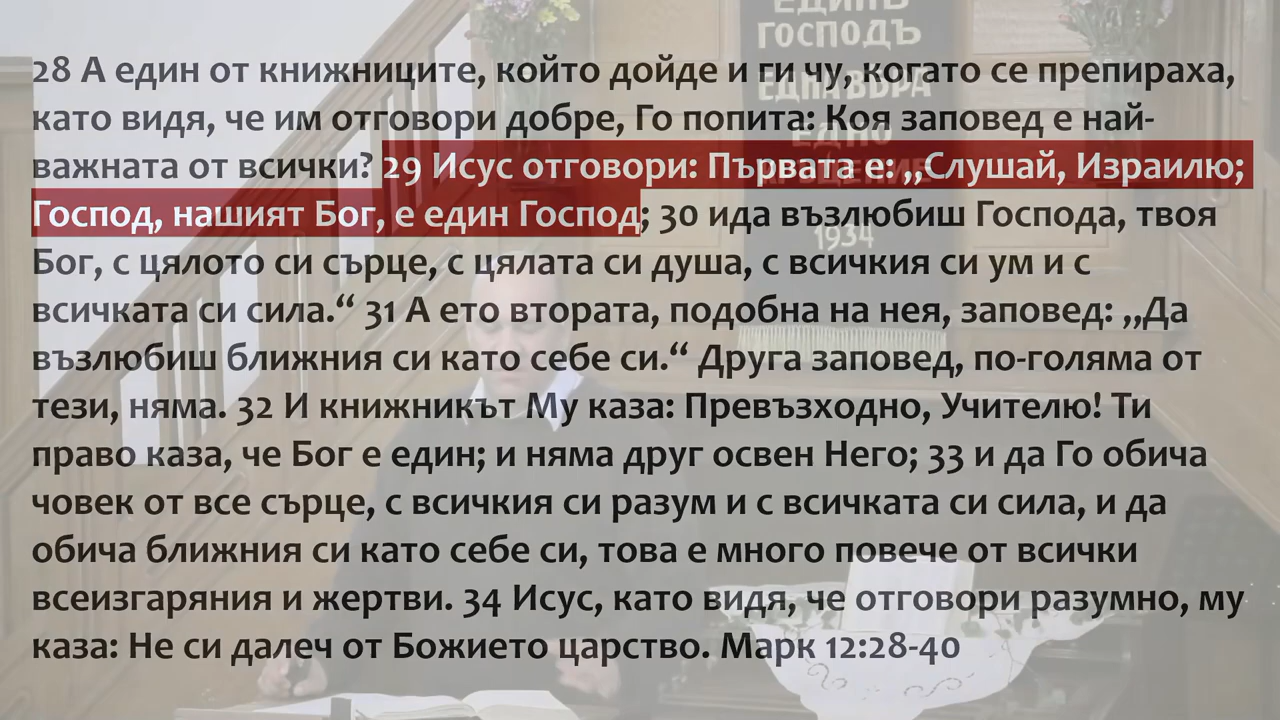 ЕДИНЪ
ГОСПОДЪ
ЕДНА ВѢРА
ЕДНО
КРЪЩЕНИЕ
1934
28 А един от книжниците, който дойде и ги чу, когато се препираха,
като видя, че им отговори добре, Го попита: Коя заповед е най-
важната от всички? 29 Исус отговори: Първата е: „Слушай, Израилю;
Господ, нашият Бог, е един Господ; 30 ида възлюбиш Господа, твоя
Бог, с цялото си сърце, с цялата си душа, с всичкия си ум и с
всичката си сила.“ 31 А ето втората, подобна на нея, заповед: „Да
възлюбиш ближния си като себе си.“ Друга заповед, по-голяма от
тези, няма. 32 И книжникът Му каза: Превъзходно, Учителю! Ти
право каза, че Бог е един; и няма друг освен Него; 33 и да Го обича
човек от все сърце, с всичкия си разум и с всичката си сила, и да
обича ближния си като себе си, това е много повече от всички
всеизгаряния и жертви. 34 Исус, като видя, че отговори разумно, му
каза: Не си далеч от Божието царство. Марк 12:28-40